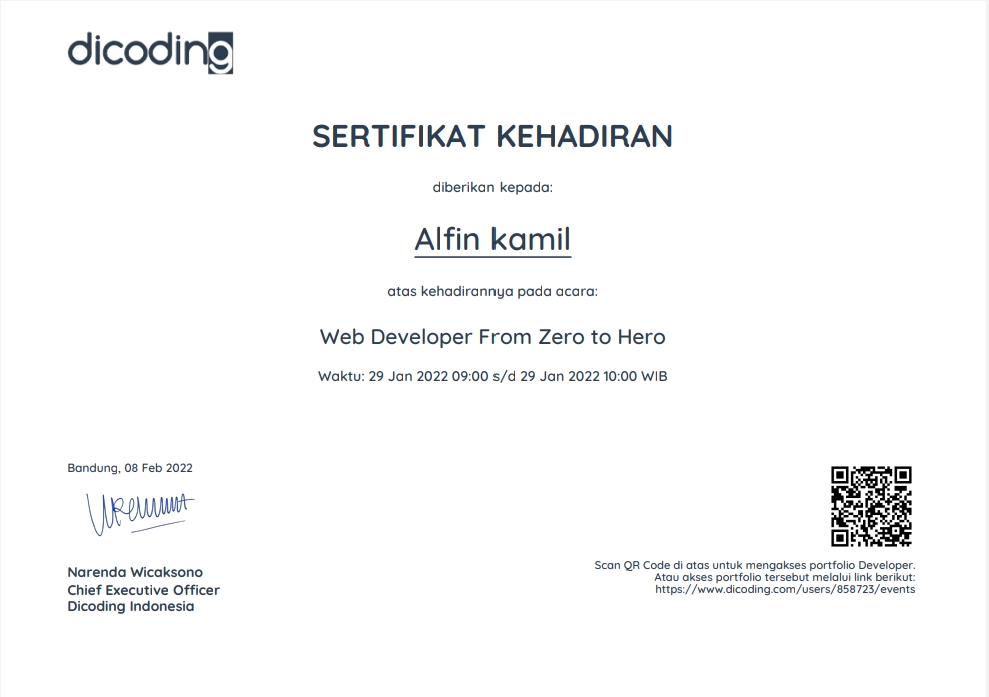 dicoding
SERTIFIKAT KEHADIRAN
diberikan kepada:
Alfin kamil
atas kehadirannya pada acara:
Web Developer From Zero to Hero
Waktu: 29 Jan 2022 09:00 s/d 29 Jan 2022 10:00 WIB
Bandung, 08 Feb 2022
Narenda Wicaksono
Chief Executive Officer
Dicoding Indonesia
Scan QR Code di atas untuk mengakses portfolio Developer.
Atau akses portfolio tersebut melalui link berikut:
https://www.dicoding.com/users/858723/events